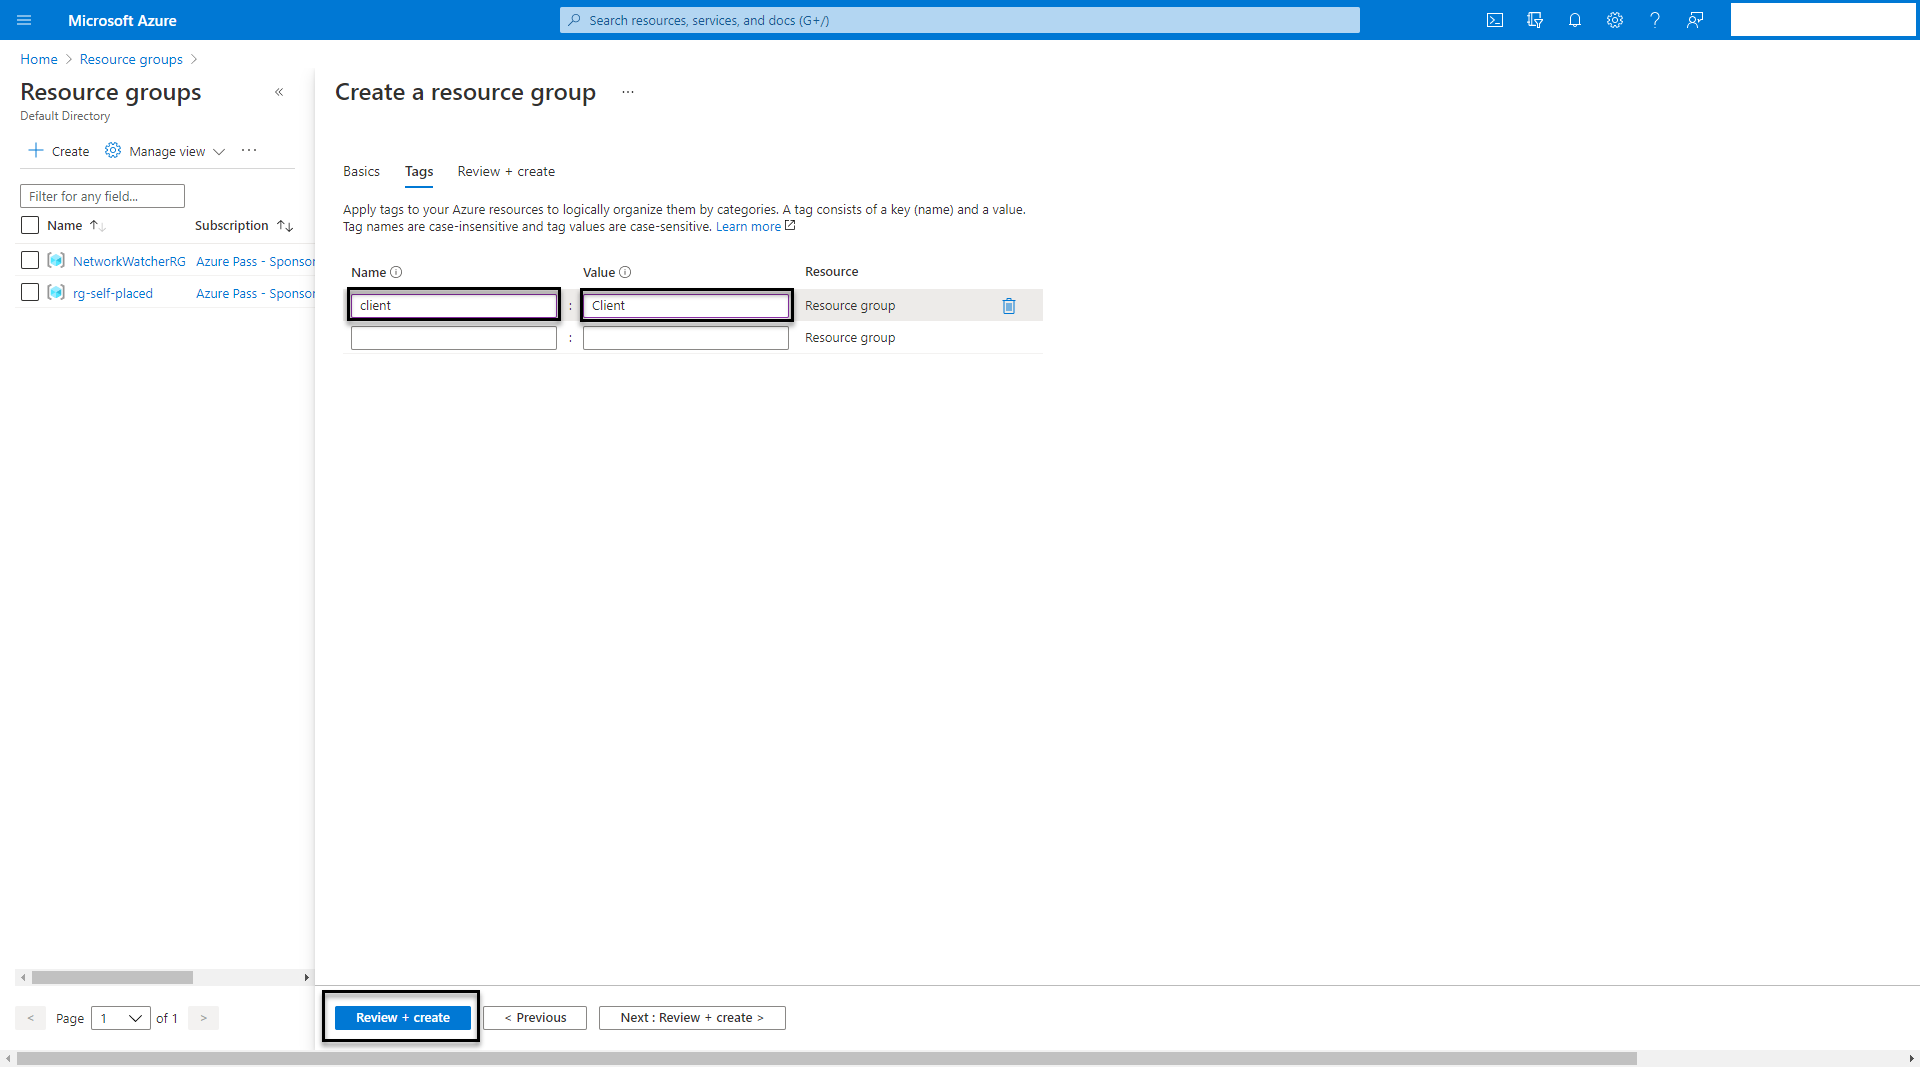 Microsoft Azure
Search resources, services, and docs (G+/)
Home > Resource groups >
Resource groups «
Default Directory
+ Create Manage view ...
Filter for any field...
Name Subscription
NetworkWatcherRG Azure Pass - Sponsor
rg-self-placed Azure Pass - Sponsor
< Page 1 of 1 >
Create a resource group ...
Basics Tags Review + create
Apply tags to your Azure resources to logically organize them by categories. A tag consists of a key (name) and a value.
Tag names are case-insensitive and tag values are case-sensitive. Learn more
Name Value Resource
client : Client Resource group
: Resource group
Review + create < Previous Next : Review + create >